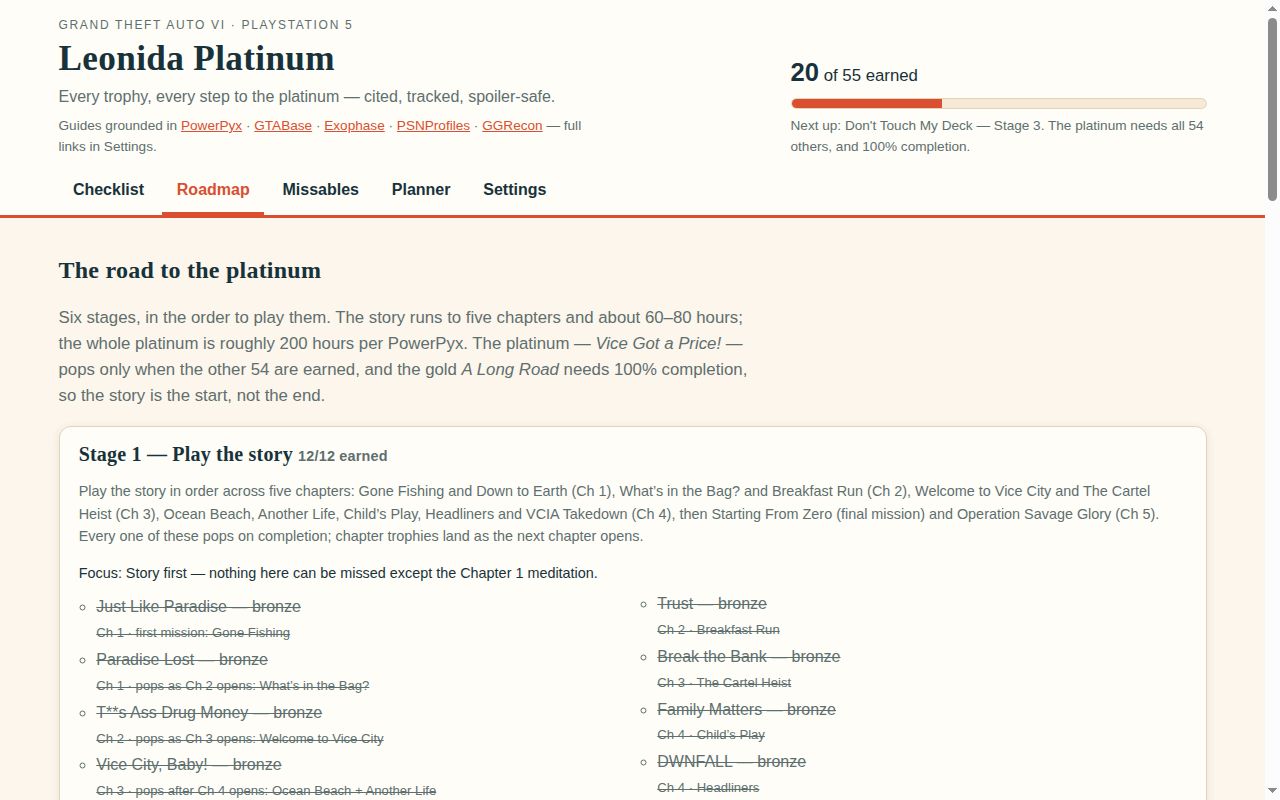 GRAND THEFT AUTO VI · PLAYSTATION 5
Leonida Platinum
Every trophy, every step to the platinum — cited, tracked, spoiler-safe.
Guides grounded in PowerPyx · GTABase · Exophase · PSNProfiles · GGRecon — full
links in Settings.
20 of 55 earned
Next up: Don't Touch My Deck — Stage 3. The platinum needs all 54
others, and 100% completion.
Checklist Roadmap Missables Planner Settings
The road to the platinum
Six stages, in the order to play them. The story runs to five chapters and about 60–80 hours;
the whole platinum is roughly 200 hours per PowerPyx. The platinum — Vice Got a Price! —
pops only when the other 54 are earned, and the gold A Long Road needs 100% completion,
so the story is the start, not the end.
Stage 1 — Play the story 12/12 earned
Play the story in order across five chapters: Gone Fishing and Down to Earth (Ch 1), What’s in the Bag? and Breakfast Run (Ch 2), Welcome to Vice City and The Cartel
Heist (Ch 3), Ocean Beach, Another Life, Child’s Play, Headliners and VCIA Takedown (Ch 4), then Starting From Zero (final mission) and Operation Savage Glory (Ch 5).
Every one of these pops on completion; chapter trophies land as the next chapter opens.
Focus: Story first — nothing here can be missed except the Chapter 1 meditation.
Just Like Paradise — bronze
Ch 1 · first mission: Gone Fishing
Paradise Lost — bronze
Ch 1 · pops as Ch 2 opens: What’s in the Bag?
T**s Ass Drug Money — bronze
Ch 2 · pops as Ch 3 opens: Welcome to Vice City
Vice City, Baby! — bronze
Ch 3 · pops after Ch 4 opens: Ocean Beach + Another Life
Trust — bronze
Ch 2 · Breakfast Run
Break the Bank — bronze
Ch 3 · The Cartel Heist
Family Matters — bronze
Ch 4 · Child’s Play
DWNFALL — bronze
Ch 4 · Headliners